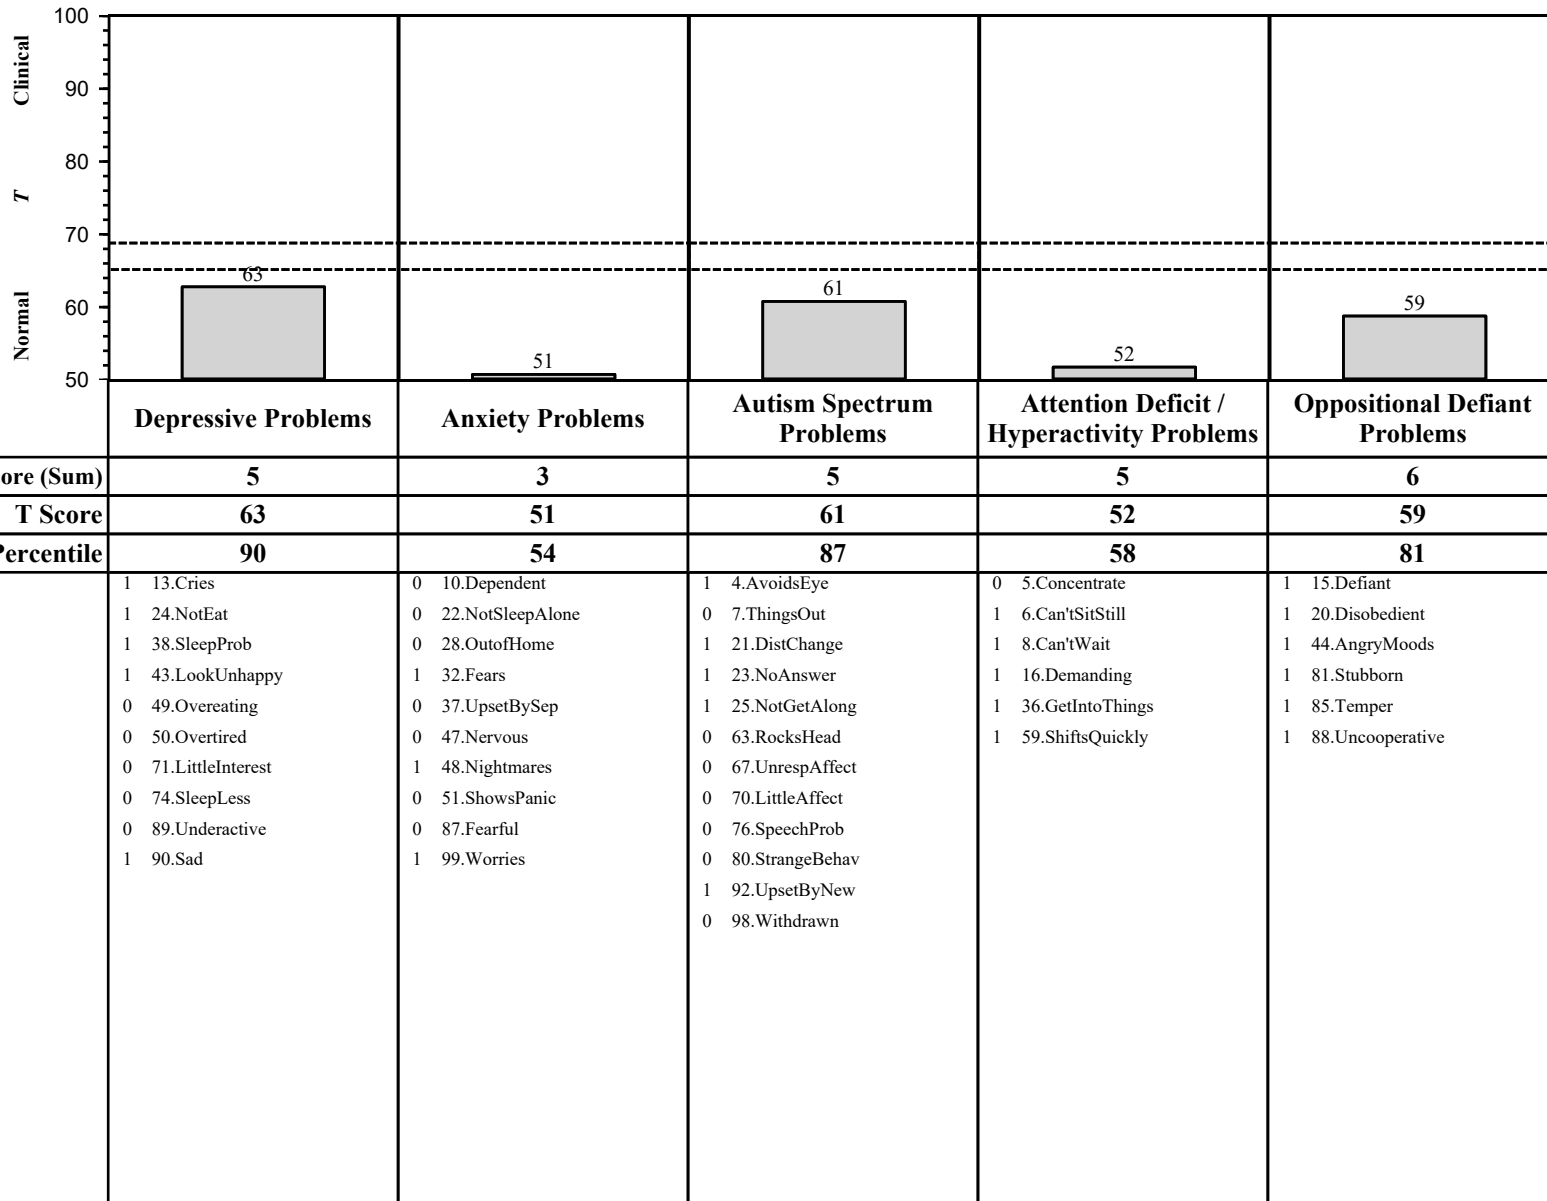 100
90
80
70
60
50
Clinical
T
Normal
63
51
61
52
59
Depressive Problems
Anxiety Problems
Autism Spectrum
Problems
Attention Deficit /
Hyperactivity Problems
Oppositional Defiant
Problems
ore (Sum) 5 3 5 5 6
T Score 63 51 61 52 59
Percentile 90 54 87 58 81
1 13.Cries
1 24.NotEat
1 38.SleepProb
1 43.LookUnhappy
0 49.Overeating
0 50.Overtired
0 71.LittleInterest
0 74.SleepLess
0 89.Underactive
1 90.Sad
0 10.Dependent
0 22.NotSleepAlone
0 28.OutofHome
1 32.Fears
0 37.UpsetBySep
0 47.Nervous
1 48.Nightmares
0 51.ShowsPanic
0 87.Fearful
1 99.Worries
1 4.AvoidsEye
0 7.ThingsOut
1 21.DistChange
1 23.NoAnswer
1 25.NotGetAlong
0 63.RocksHead
0 67.UnrespAffect
0 70.LittleAffect
0 76.SpeechProb
0 80.StrangeBehav
1 92.UpsetByNew
0 98.Withdrawn
0 5.Concentrate
1 6.Can'tSitStill
1 8.Can'tWait
1 16.Demanding
1 36.GetIntoThings
1 59.ShiftsQuickly
1 15.Defiant
1 20.Disobedient
1 44.AngryMoods
1 81.Stubborn
1 85.Temper
1 88.Uncooperative